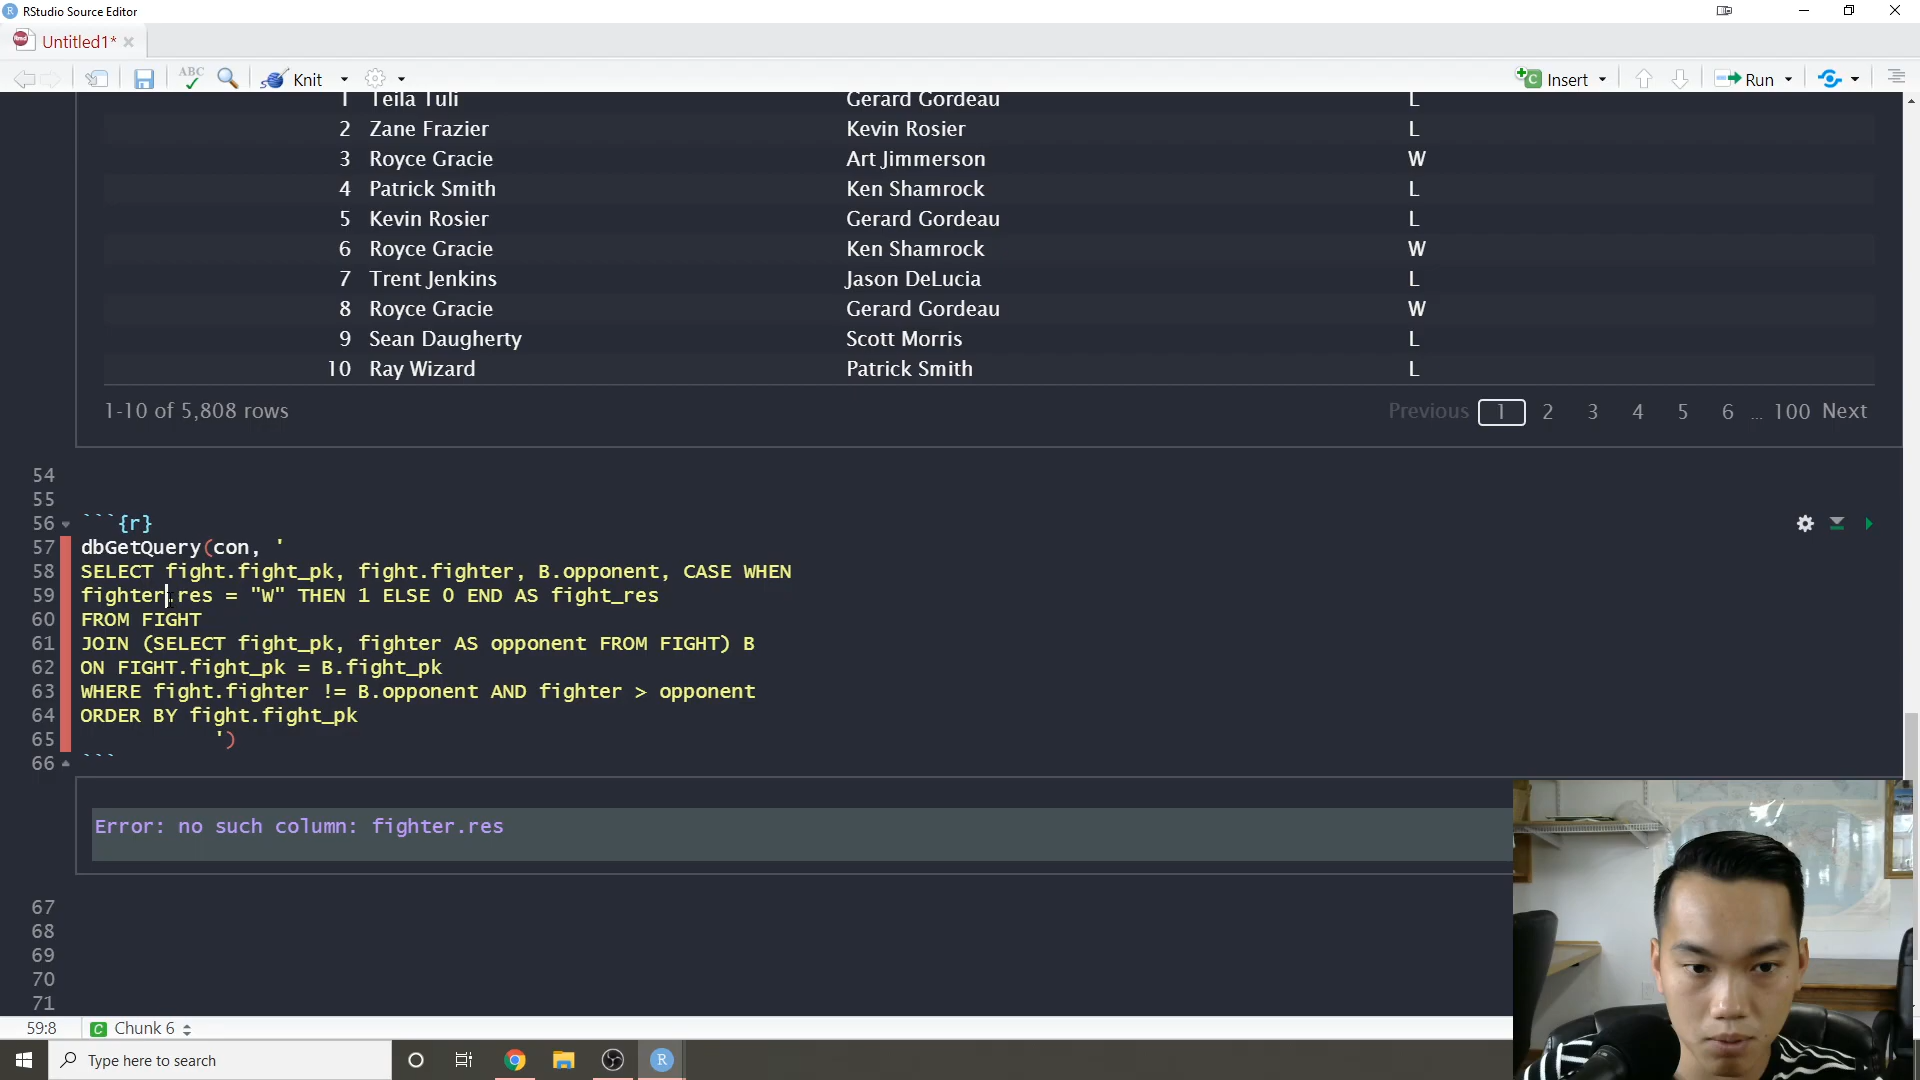 RStudio Source Editor
Untitled1*
ABC
Knit
Insert
Run
1 Teila Tuli Gerard Gordeau L
2 Zane Frazier Kevin Rosier L
3 Royce Gracie Art Jimmerson W
4 Patrick Smith Ken Shamrock L
5 Kevin Rosier Gerard Gordeau L
6 Royce Gracie Ken Shamrock W
7 Trent Jenkins Jason DeLucia L
8 Royce Gracie Gerard Gordeau W
9 Sean Daugherty Scott Morris L
10 Ray Wizard Patrick Smith L
1-10 of 5,808 rows Previous 1 2 3 4 5 6 ... 100 Next
54
55
56 ```{r}
57 dbGetQuery(con, '
58 SELECT fight.fight_pk, fight.fighter, B.opponent, CASE WHEN
59 fighter.res = "W" THEN 1 ELSE 0 END AS fight_res
60 FROM FIGHT
61 JOIN (SELECT fight_pk, fighter AS opponent FROM FIGHT) B
62 ON FIGHT.fight_pk = B.fight_pk
63 WHERE fight.fighter != B.opponent AND fighter > opponent
64 ORDER BY fight.fight_pk
65 ')
66 ```
Error: no such column: fighter.res
67
68
69
70
71
59:8 C Chunk 6
Type here to search